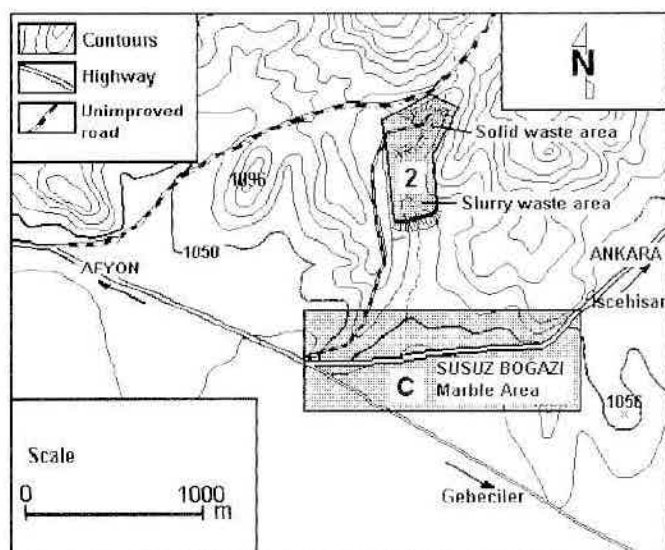 Contours
Highway
Unimproved
road
N
Solid waste area
2
Slurry waste area
1096
1050
AFYON
ANKARA
Iscehisar
SUSUZ BOGAZI
C
Marble Area
1056
Scale
0 1000
m
Gebeciler